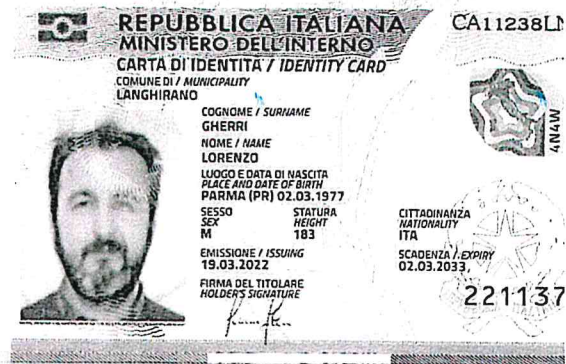 REPUBBLICA ITALIANA
CA11238L
MINISTERO DELL'INTERNO
CARTA DI IDENTITÀ / IDENTITY CARD
COMUNE DI / MUNICIPALITY
LANGHIRANO
COGNOME / SURNAME
GHERRI
NOME / NAME
LORENZO
4N4W
LUOGO E DATA DI NASCITA
PLACE AND DATE OF BIRTH
PARMA (PR) 02.03.1977
SESSO STATURA CITTADINANZA
SEX HEIGHT NATIONALITY
M 183 ITA
EMISSIONE / ISSUING SCADENZA / EXPIRY
19.03.2022 02.03.2033
FIRMA DEL TITOLARE
HOLDER'S SIGNATURE
221137